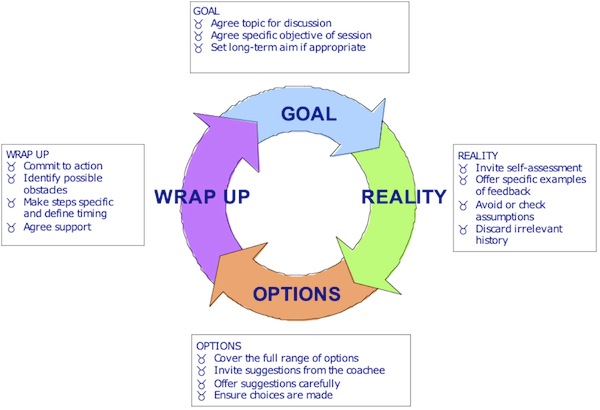 GOAL
♉ Agree topic for discussion
♉ Agree specific objective of session
♉ Set long-term aim if appropriate
GOAL
WRAP UP
♉ Commit to action
♉ Identify possible
obstacles
♉ Make steps specific
and define timing
♉ Agree support
WRAP UP
REALITY
REALITY
♉ Invite self-assessment
♉ Offer specific examples
of feedback
♉ Avoid or check
assumptions
♉ Discard irrelevant
history
OPTIONS
OPTIONS
♉ Cover the full range of options
♉ Invite suggestions from the coachee
♉ Offer suggestions carefully
♉ Ensure choices are made